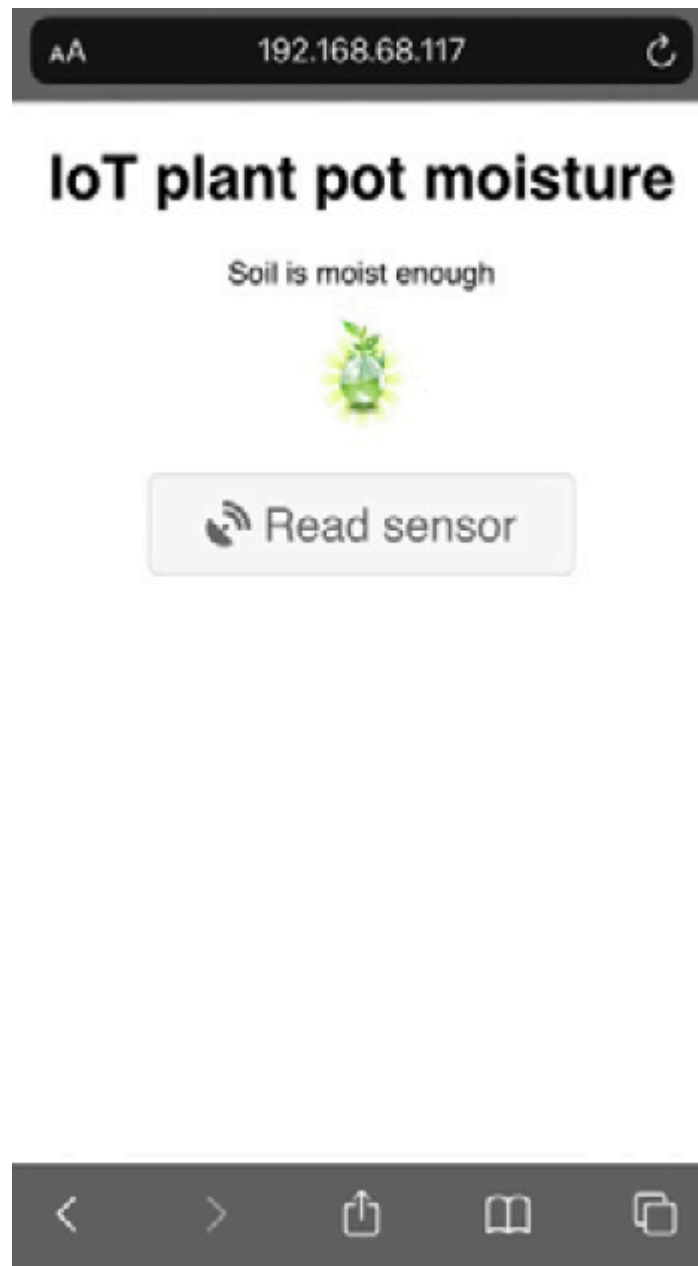 AA 192.168.68.117
IoT plant pot moisture
Soil is moist enough
Read sensor